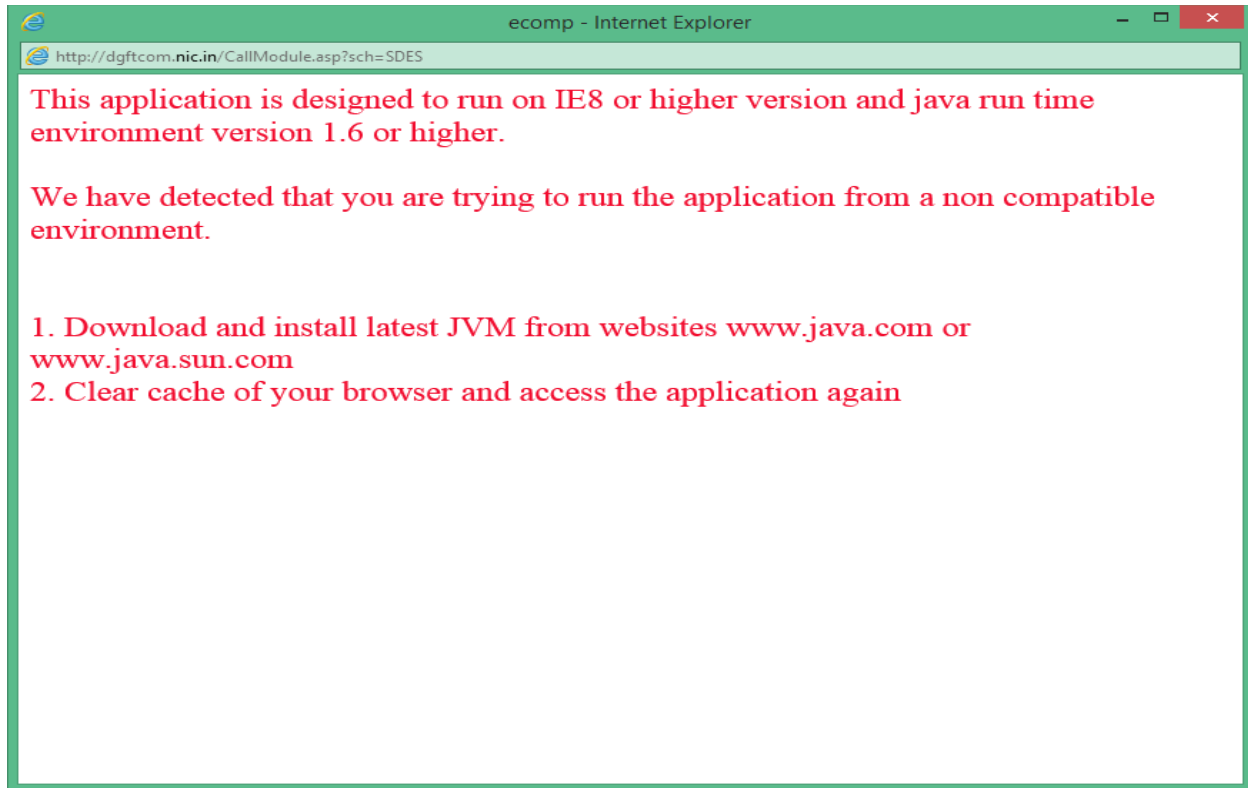 ecomp - Internet Explorer
http://dgftcom.nic.in/CallModule.asp?sch=SDES
This application is designed to run on IE8 or higher version and java run time
environment version 1.6 or higher.
We have detected that you are trying to run the application from a non compatible
environment.
1. Download and install latest JVM from websites www.java.com or
www.java.sun.com
2. Clear cache of your browser and access the application again